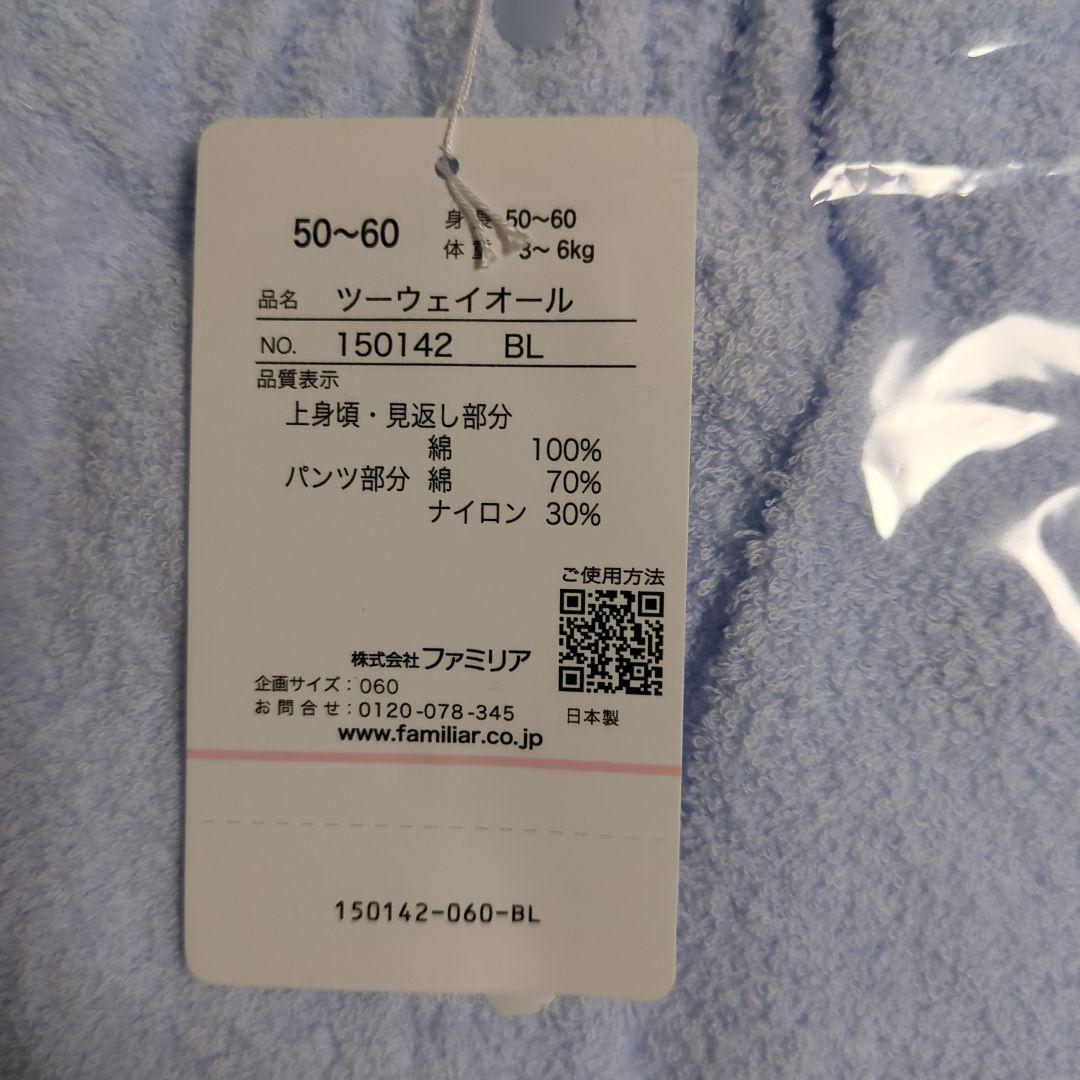 50~60
身長 50~60
体重 3~ 6kg
品名 ツーウェイオール
NO. 150142 BL
品質表示
上身頃・見返し部分
綿 100%
パンツ部分 綿 70%
ナイロン 30%
ご使用方法
株式会社ファミリア
企画サイズ：060
お問合せ：0120-078-345
日本製
www.familiar.co.jp
150142-060-BL